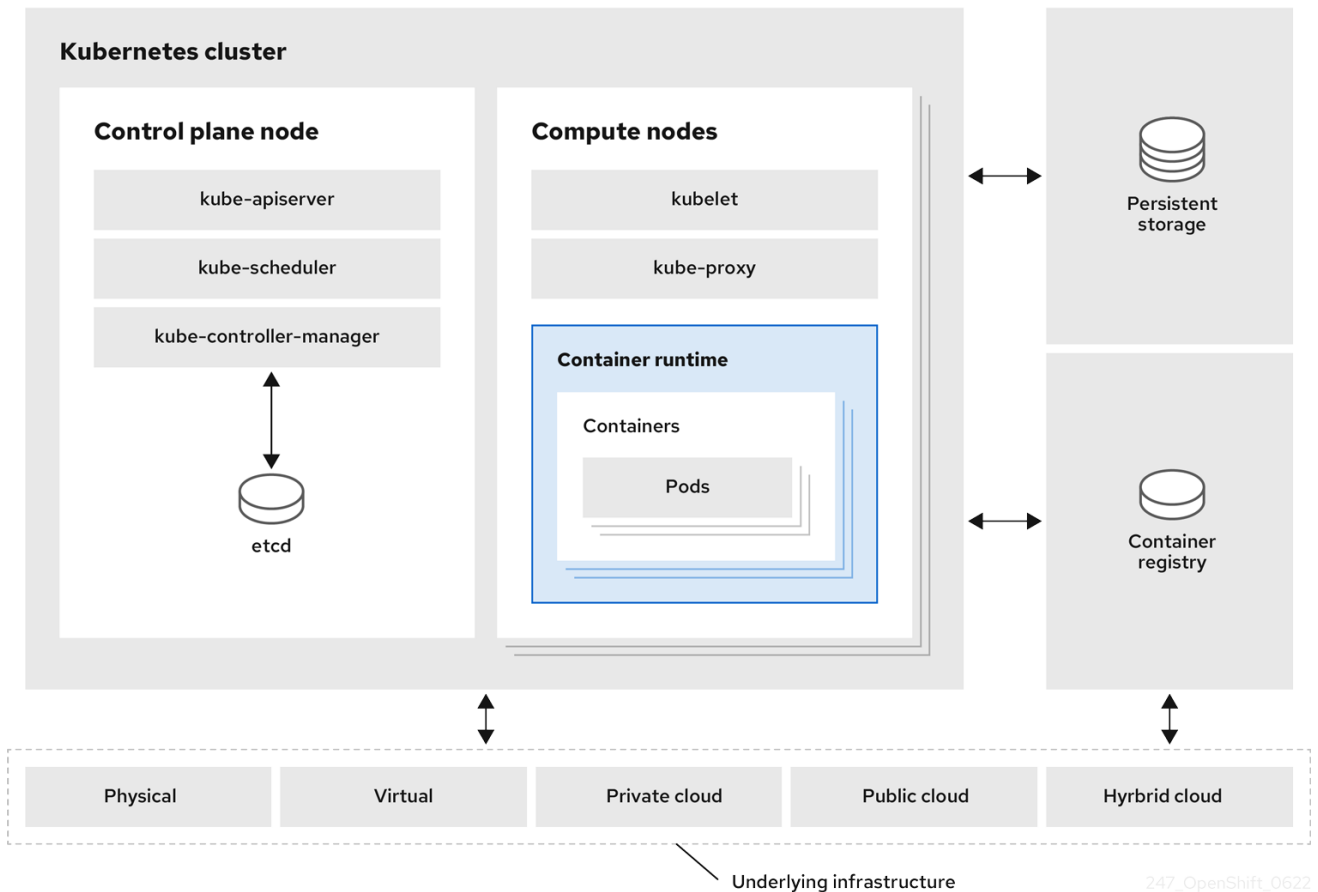 Kubernetes cluster
Control plane node
kube-apiserver
kube-scheduler
kube-controller-manager
etcd
Compute nodes
kubelet
kube-proxy
Container runtime
Containers
Pods
Persistent
storage
Container
registry
Physical
Virtual
Private cloud
Public cloud
Hyrbrid cloud
Underlying infrastructure
247_OpenShift_0622